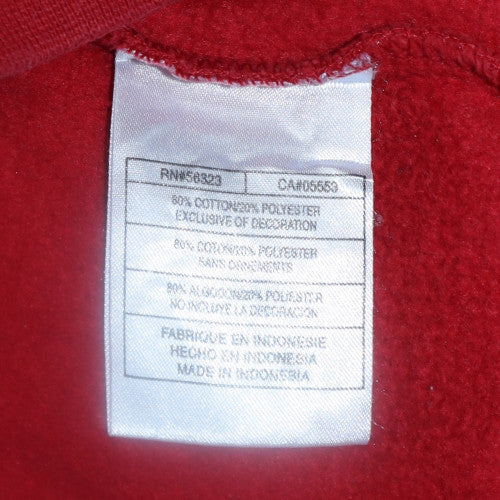 RN#56323 CA#05553
80% COTTON/20% POLYESTER
EXCLUSIVE OF DECORATION
80% COTON/20% POLYESTER
SANS ORNEMENTS
80% ALGODON/20% POLIESTER
NO INCLUYE LA DECORACION
FABRIQUE EN INDONESIE
HECHO EN INDONESIA
MADE IN INDONESIA